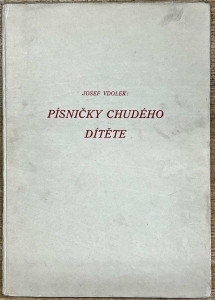 JOSEF VDOLEK:
PÍSNIČKY CHUDÉHO
DÍTĚTE